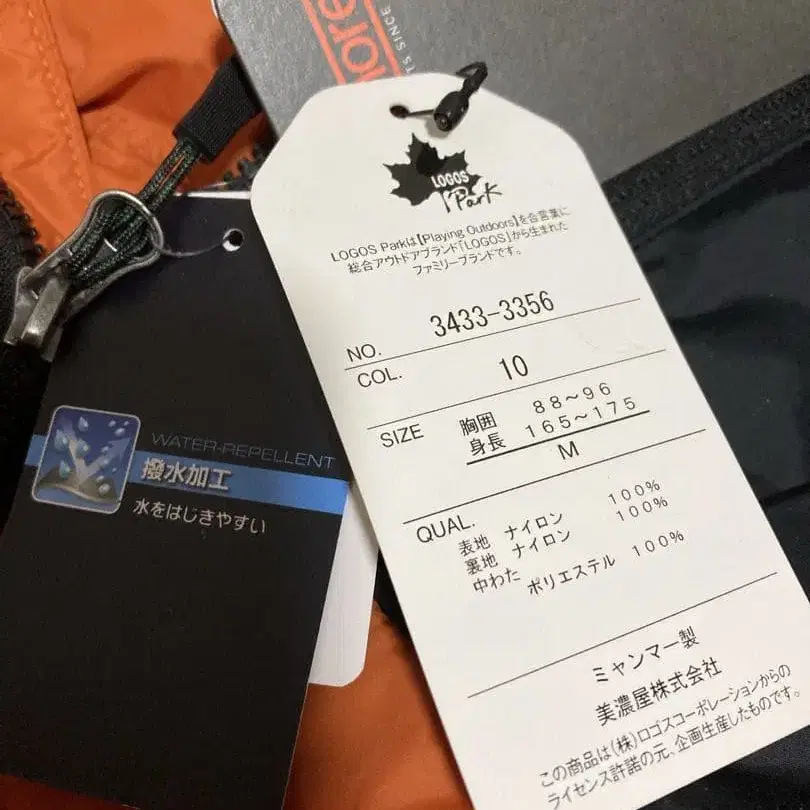 ore
TS SINCE
LOGOS
Park
LOGOS Parkは【Playing Outdoors】を合言葉に
総合アウトドアブランド「LOGOS」から生まれた
ファミリーブランドです。
NO. 3433-3356
COL. 10
SIZE 胸囲 88~96
身長 165~175
M
QUAL.
表地 ナイロン 100%
裏地 ナイロン 100%
中わた ポリエステル 100%
ミャンマー製
美濃屋株式会社
この商品は(株)ロゴスコーポレーションからの
ライセンス許諾の元、企画生産したものです。
WATER-REPELLENT
撥水加工
水をはじきやすい